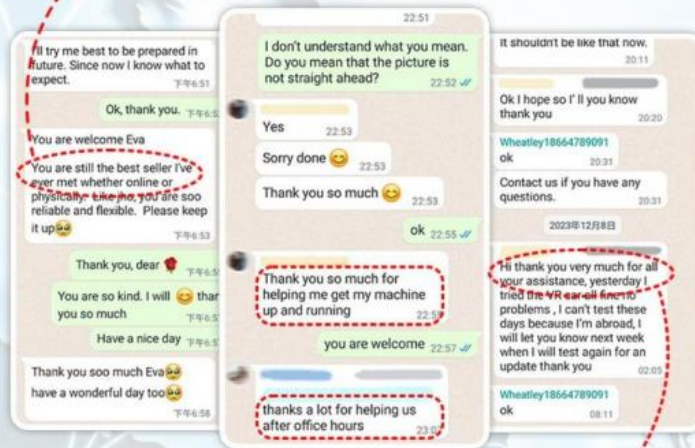 I'll try me best to be prepared in
future. Since now I know what to
expect.
下午6:51
Ok, thank you.
You are welcome Eva
You are still the best seller I've
ever met whether online or
physically. Like jho, you are soo
reliable and flexible. Please keep
it up🥹
下午6:53
Thank you, dear 🌹
You are so kind. I will 😊 than
you so much
Have a nice day
Thank you soo much Eva🥹
have a wonderful day too🥹
下午6:58
22:51
I don't understand what you mean.
Do you mean that the picture is
not straight ahead?
22:52
Yes 22:53
Sorry done 😊 22:53
Thank you so much 😊 22:53
ok 22:55
Thank you so much for
helping me get my machine
up and running
you are welcome 22:57
thanks a lot for helping us
after office hours
It shouldn't be like that now.
20:11
Ok I hope so I' ll you know
thank you 20:20
Wheatley18664789091
ok 20:31
Contact us if you have any
questions. 20:31
2023年12月8日
Hi thank you very much for all
your assistance, yesterday I
tried the VR car all fine no
problems , I can't test these
days because I'm abroad, I
will let you know next week
when I will test again for an
update thank you 02:05
Wheatley18664789091
ok 08:11